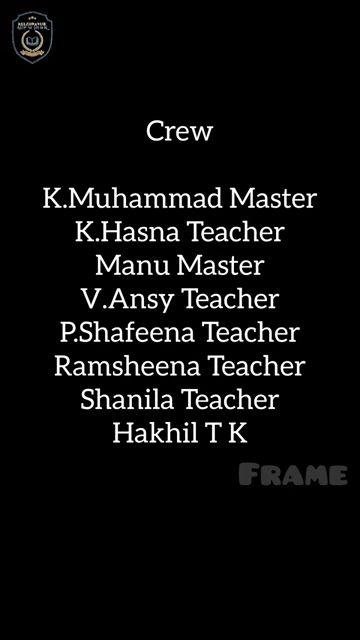 Crew
K.Muhammad Master
K.Hasna Teacher
Manu Master
V.Ansy Teacher
P.Shafeena Teacher
Ramsheena Teacher
Shanila Teacher
Hakhil T K
FRAME